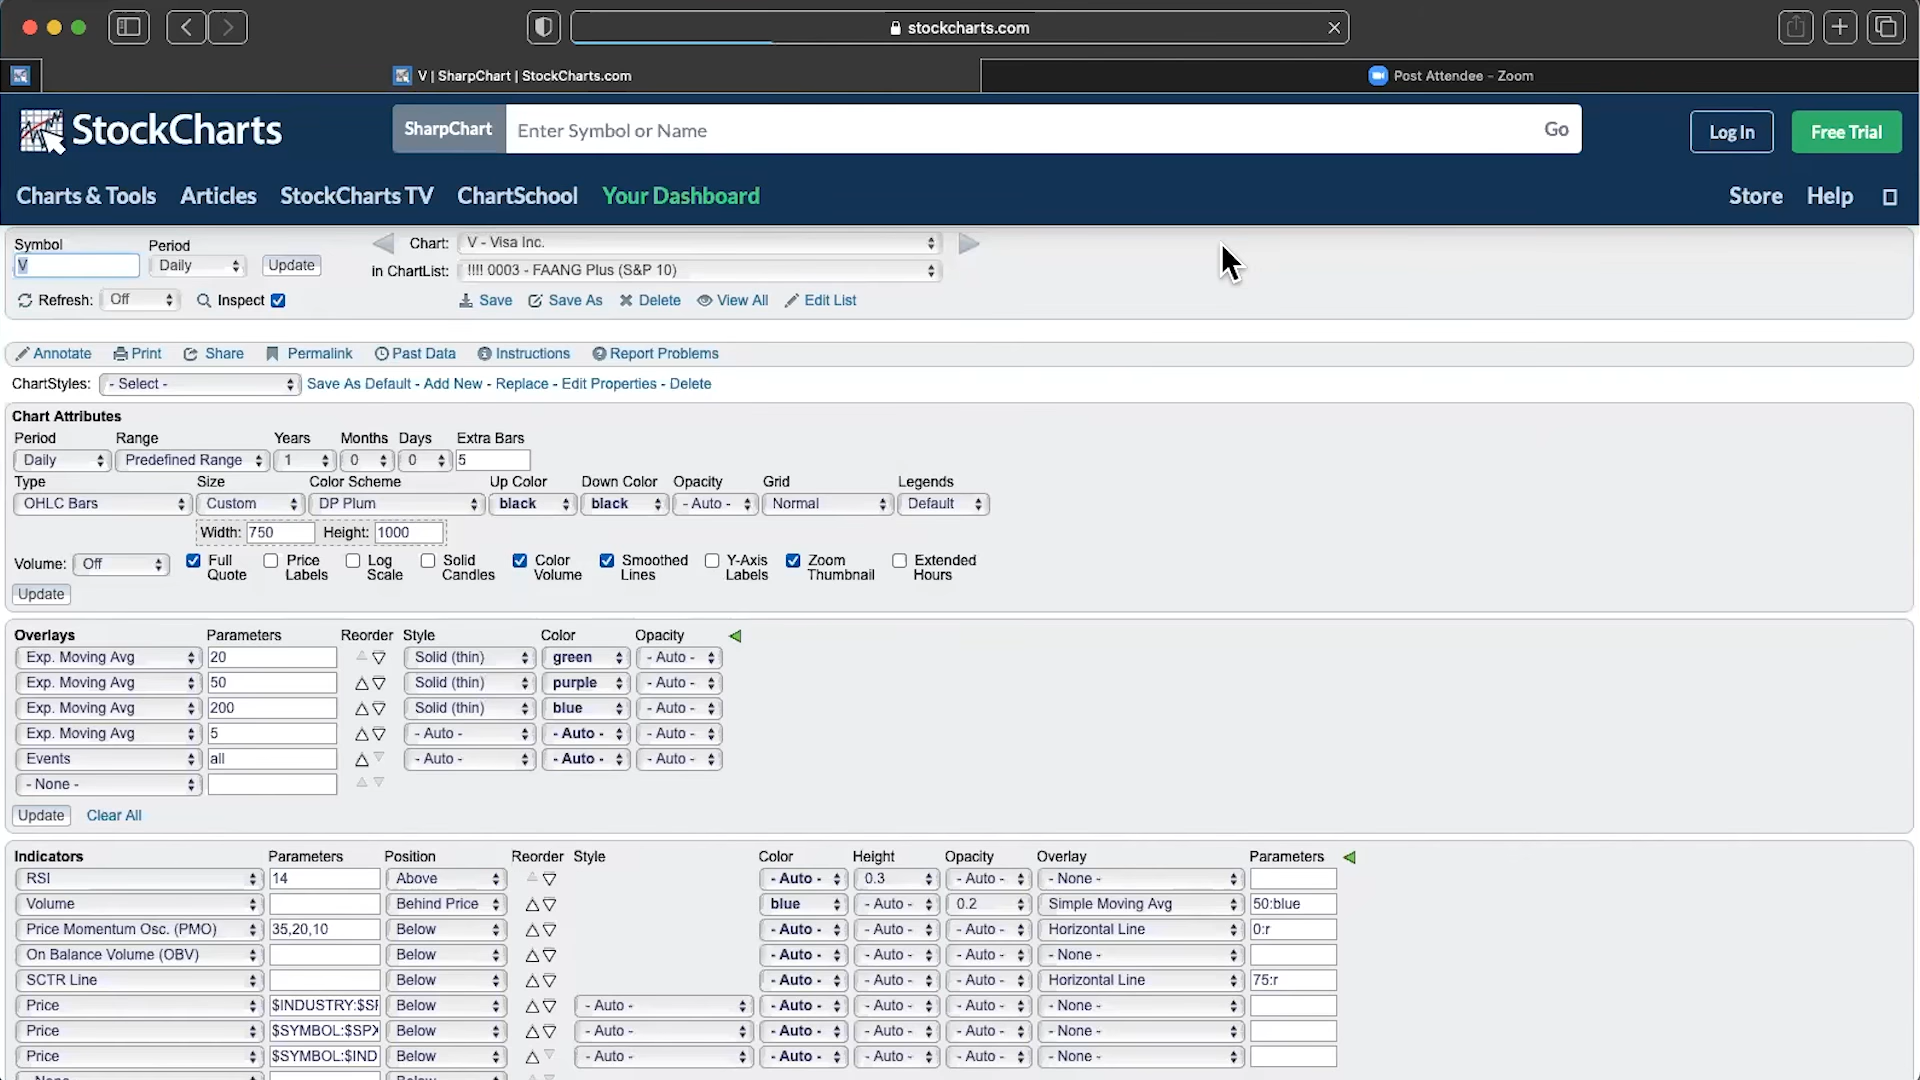 stockcharts.com
V | SharpChart | StockCharts.com
Post Attendee - Zoom
StockCharts
SharpChart
Enter Symbol or Name
Go
Log In
Free Trial
Charts & Tools
Articles
StockCharts TV
ChartSchool
Your Dashboard
Store
Help
Symbol
Period
V
Daily
Update
Chart: V - Visa Inc.
in ChartList: !!!! 0003 - FAANG Plus (S&P 10)
Refresh: Off
Inspect
Save
Save As
Delete
View All
Edit List
Annotate
Print
Share
Permalink
Past Data
Instructions
Report Problems
ChartStyles: - Select - Save As Default - Add New - Replace - Edit Properties - Delete
Chart Attributes
Period Range Years Months Days Extra Bars
Daily Predefined Range 1 0 0 5
Type Size Color Scheme Up Color Down Color Opacity Grid Legends
OHLC Bars Custom DP Plum black black - Auto - Normal Default
Width: 750 Height: 1000
Volume: Off Full Quote Price Labels Log Scale Solid Candles Color Volume Smoothed Lines Y-Axis Labels Zoom Thumbnail Extended Hours
Update
Overlays Parameters Reorder Style Color Opacity
Exp. Moving Avg 20 Solid (thin) green - Auto -
Exp. Moving Avg 50 Solid (thin) purple - Auto -
Exp. Moving Avg 200 Solid (thin) blue - Auto -
Exp. Moving Avg 5 - Auto - - Auto - - Auto -
Events all - Auto - - Auto - - Auto -
- None -
Update Clear All
Indicators Parameters Position Reorder Style Color Height Opacity Overlay Parameters
RSI 14 Above - Auto - 0.3 - Auto - - None -
Volume Behind Price blue - Auto - 0.2 Simple Moving Avg 50:blue
Price Momentum Osc. (PMO) 35,20,10 Below - Auto - - Auto - - Auto - Horizontal Line 0:r
On Balance Volume (OBV) Below - Auto - - Auto - - Auto - - None -
SCTR Line Below - Auto - - Auto - - Auto - Horizontal Line 75:r
Price $INDUSTRY:$SP Below - Auto - - Auto - - Auto - - Auto - - None -
Price $SYMBOL:$SPX Below - Auto - - Auto - - Auto - - Auto - - None -
Price $SYMBOL:$IND Below - Auto - - Auto - - Auto - - Auto - - None -